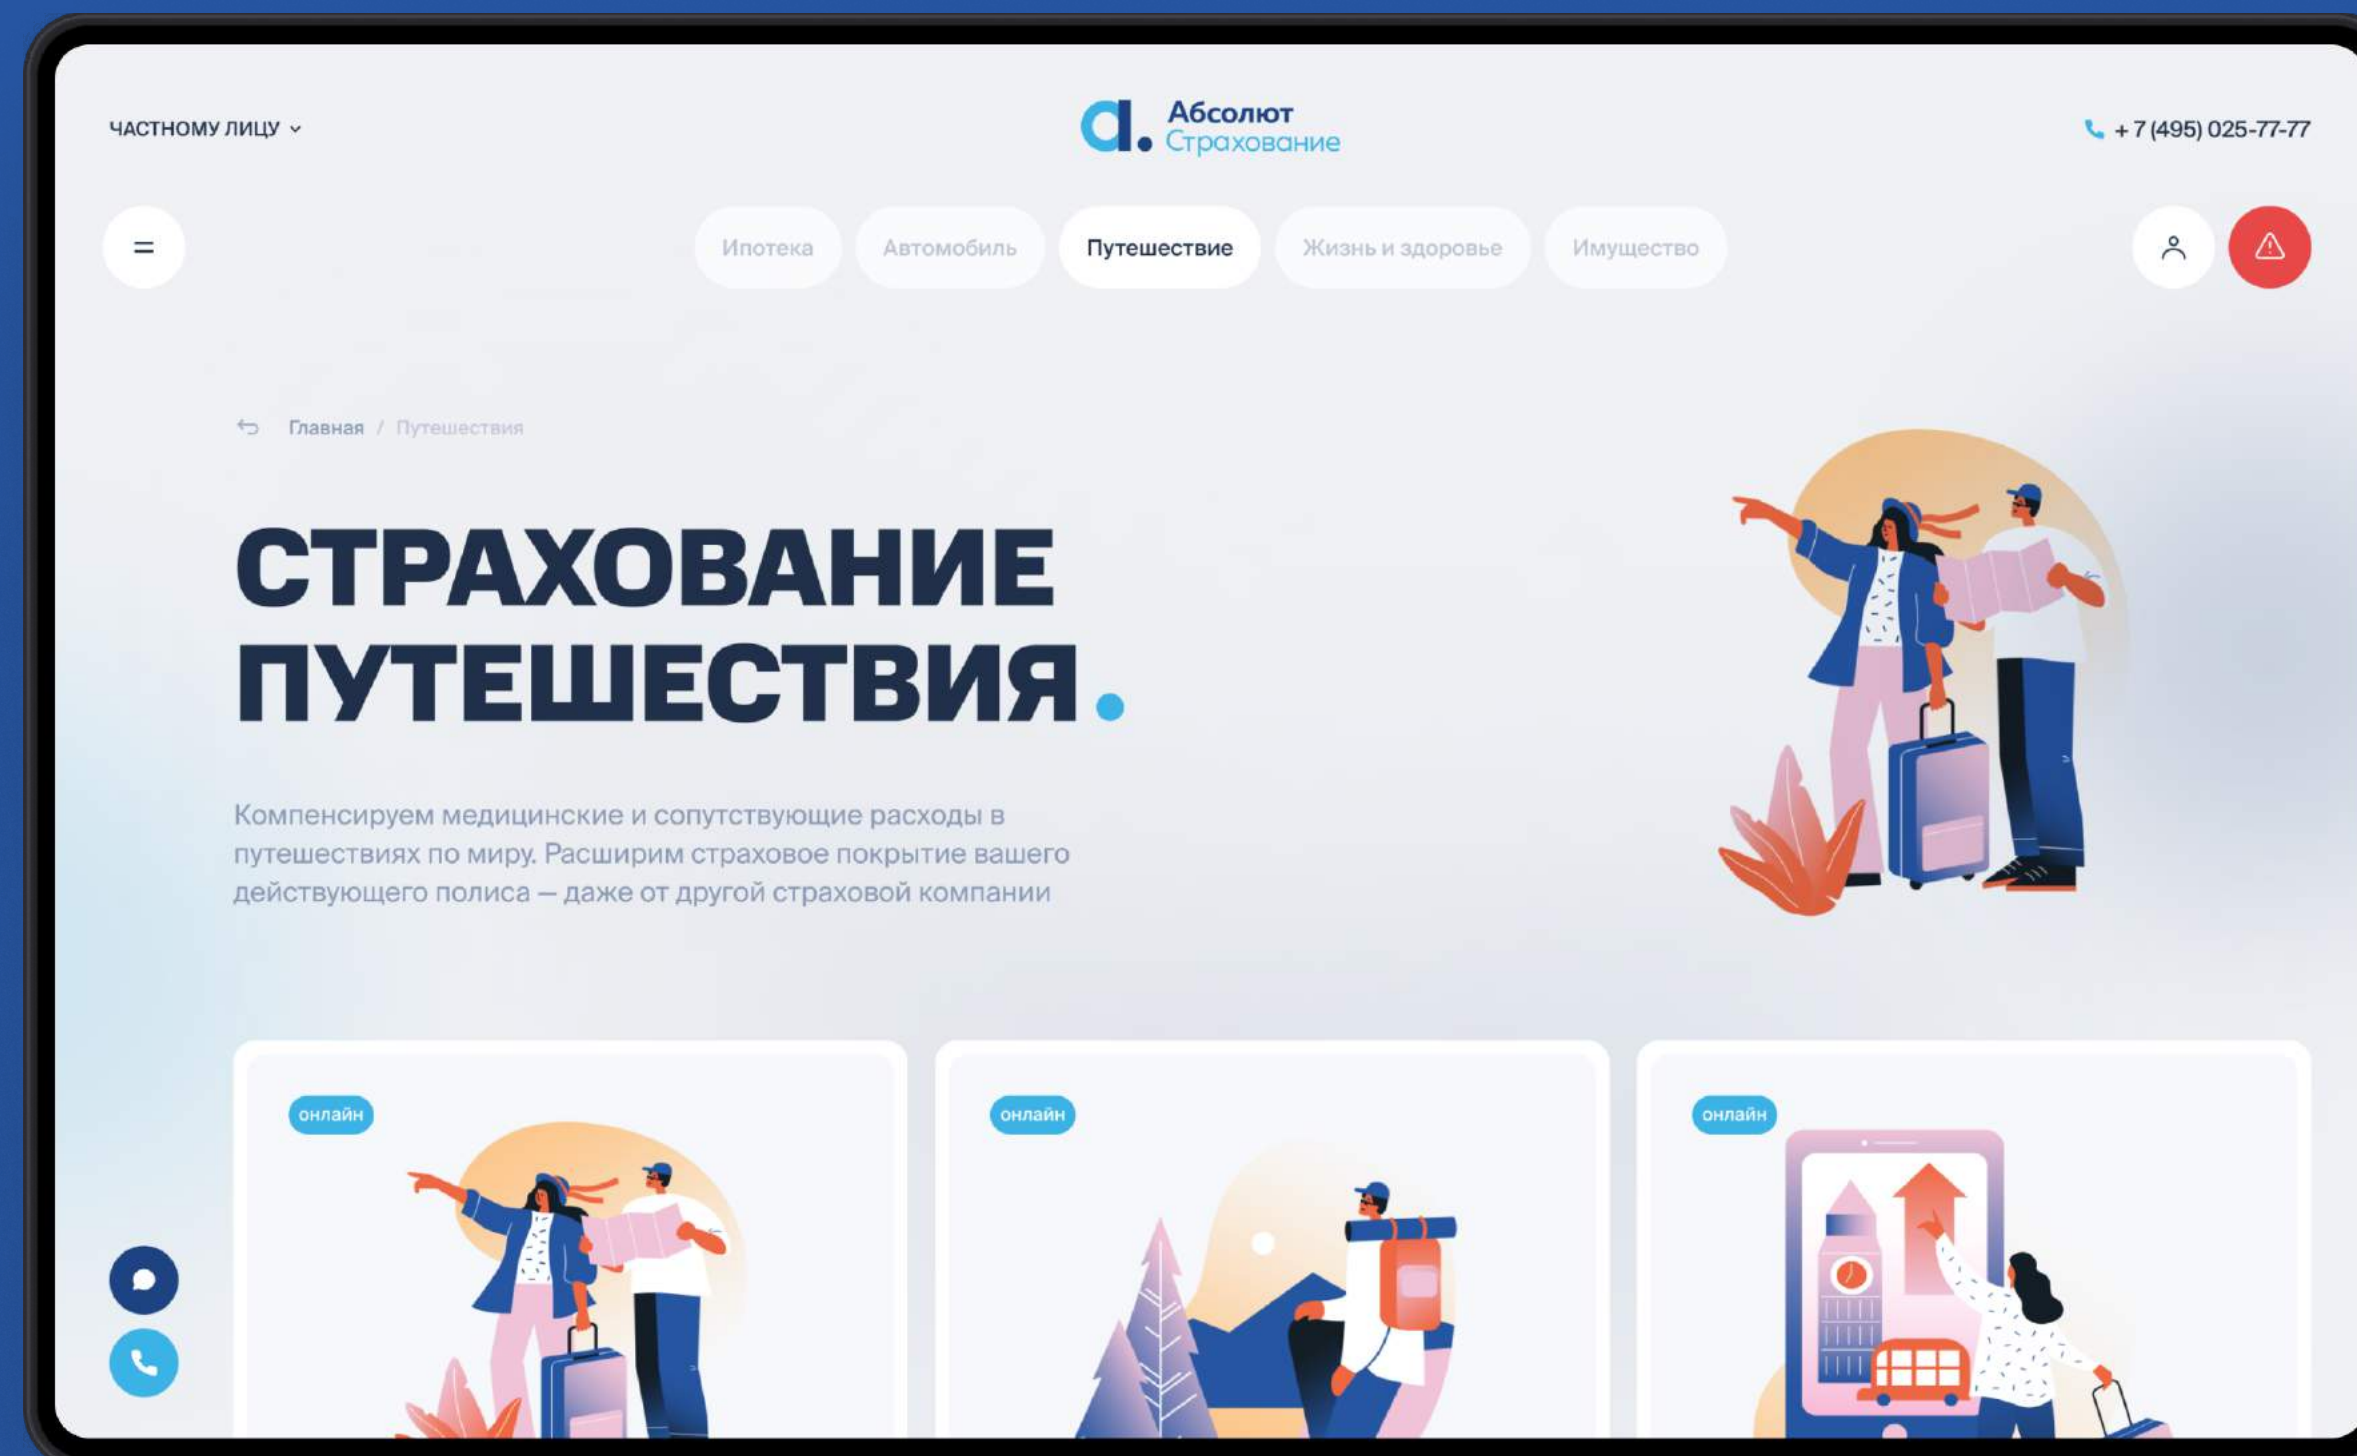 ЧАСТНОМУ ЛИЦУ
Абсолют
Страхование
+ 7 (495) 025-77-77
Ипотека
Автомобиль
Путешествие
Жизнь и здоровье
Имущество
Главная / Путешествия
СТРАХОВАНИЕ
ПУТЕШЕСТВИЯ.
Компенсируем медицинские и сопутствующие расходы в
путешествиях по миру. Расширим страховое покрытие вашего
действующего полиса — даже от другой страховой компании
онлайн
онлайн
онлайн